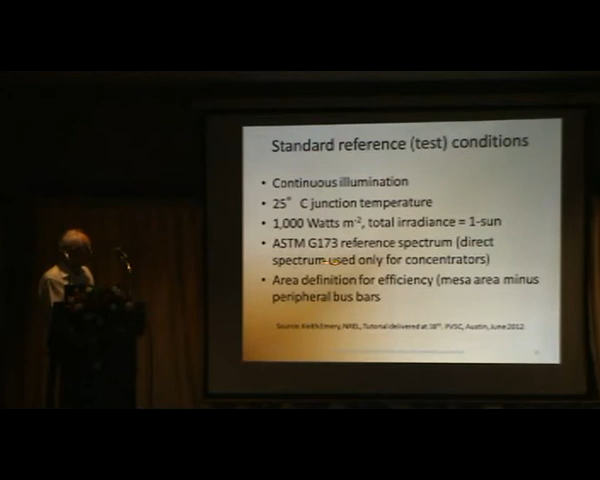 Standard reference (test) conditions
• Continuous illumination
• 25° C junction temperature
• 1,000 Watts m-2, total irradiance = 1-sun
• ASTM G173 reference spectrum (direct
spectrum used only for concentrators)
• Area definition for efficiency (mesa area minus
peripheral bus bars
Source: Keith Emery, NREL, Tutorial delivered at 38th. PVSC, Austin, June 2012